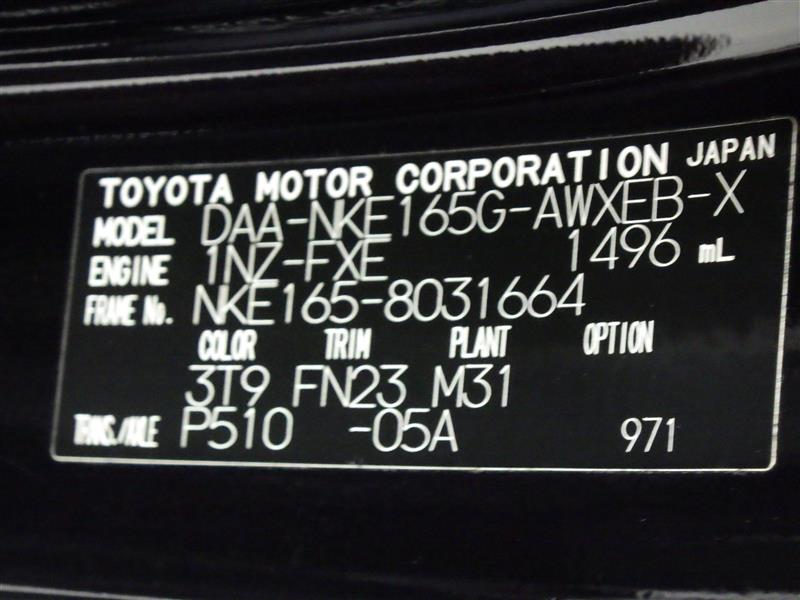 TOYOTA MOTOR CORPORATION JAPAN
MODEL DAA-NKE165G-AWXEB-X
ENGINE 1NZ-FXE 1496 mL
FRAME No. NKE165-8031664
COLOR TRIM PLANT OPTION
3T9 FN23 M31
TRANS./AXLE P510 -05A 971